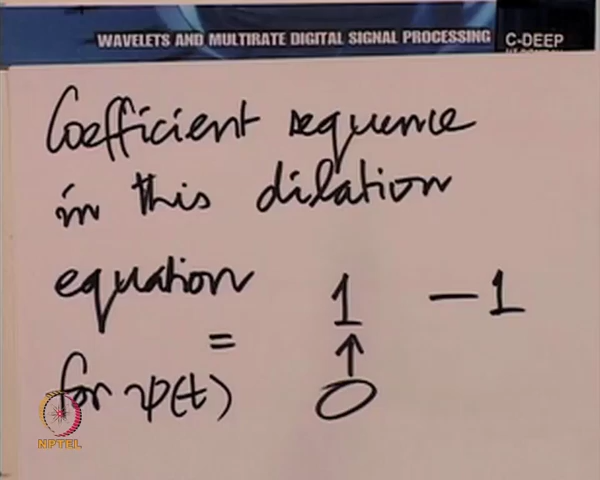 WAVELETS AND MULTIRATE DIGITAL SIGNAL PROCESSING C-DEEP
Coefficient sequence
in this dilation
equation
= 1 -1
for ψ(t) ↑
0
NPTEL